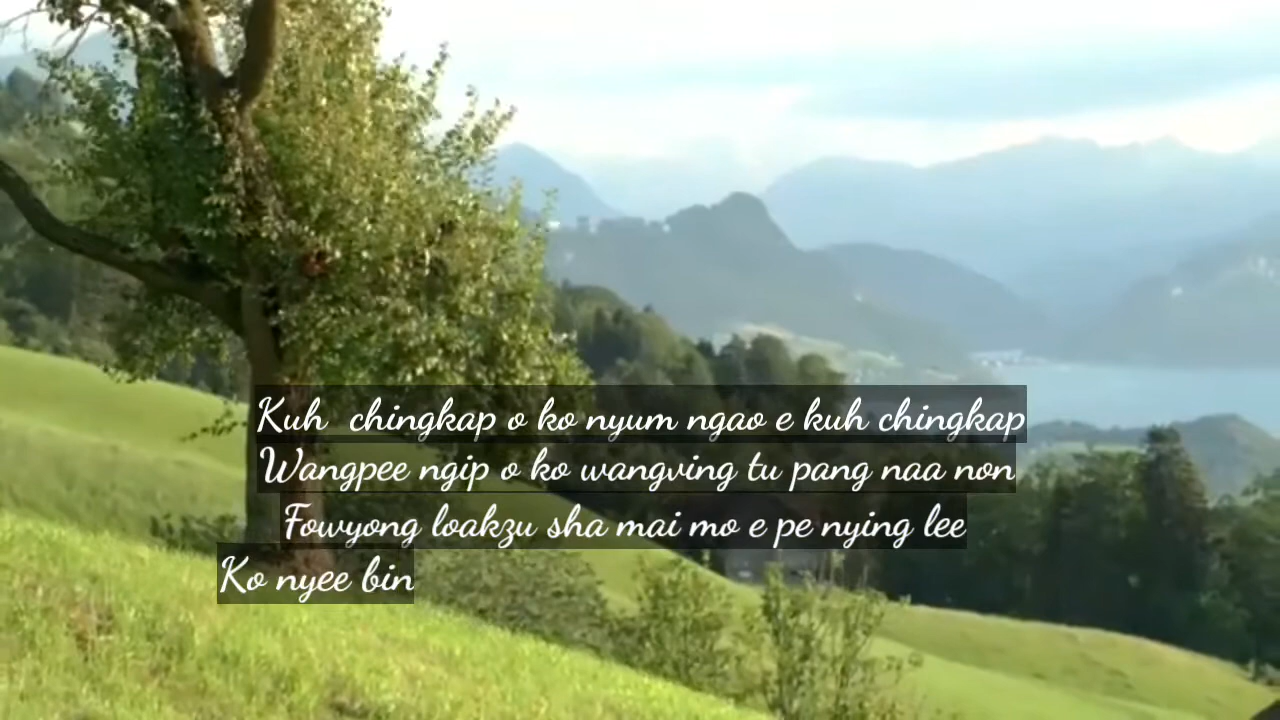 Kuh chingkap o ko nyum ngao e kuh chingkap
Wangpee ngip o ko wangving tu pang naa non
Fowyong loakzu sha mai mo e pe nying lee
Ko nyee bin